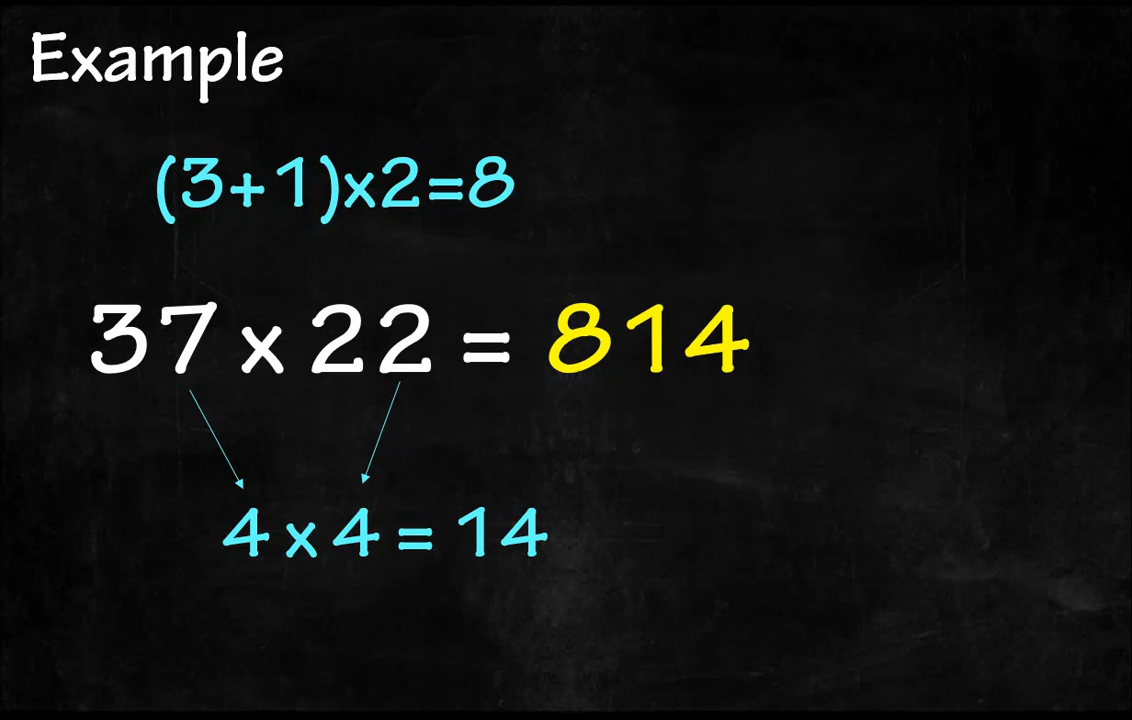 Example
(3+1)x2=8
37 x 22 = 814
4 x 4 = 14